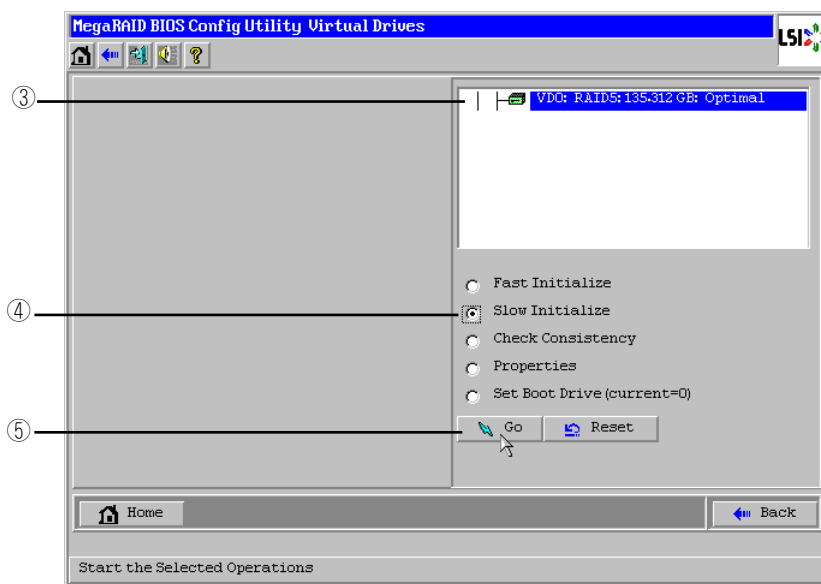 MegaRAID BIOS Config Utility Virtual Drives
LSI
?
③
VD0: RAID5: 135.312 GB: Optimal
Fast Initialize
④
Slow Initialize
Check Consistency
Properties
Set Boot Drive (current=0)
⑤
Go
Reset
Home
Back
Start the Selected Operations